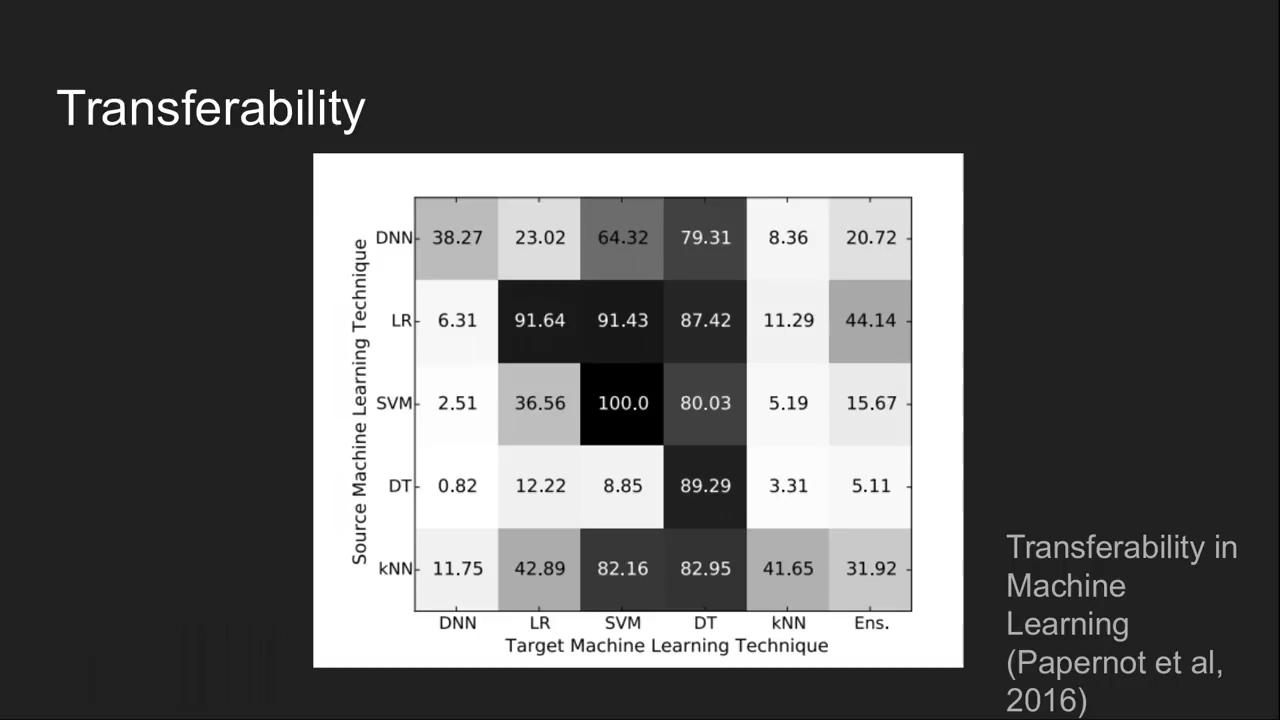 Transferability
Source Machine Learning Technique
DNN 38.27 23.02 64.32 79.31 8.36 20.72
LR 6.31 91.64 91.43 87.42 11.29 44.14
SVM 2.51 36.56 100.0 80.03 5.19 15.67
DT 0.82 12.22 8.85 89.29 3.31 5.11
kNN 11.75 42.89 82.16 82.95 41.65 31.92
DNN LR SVM DT kNN Ens.
Target Machine Learning Technique
Transferability in
Machine
Learning
(Papernot et al,
2016)